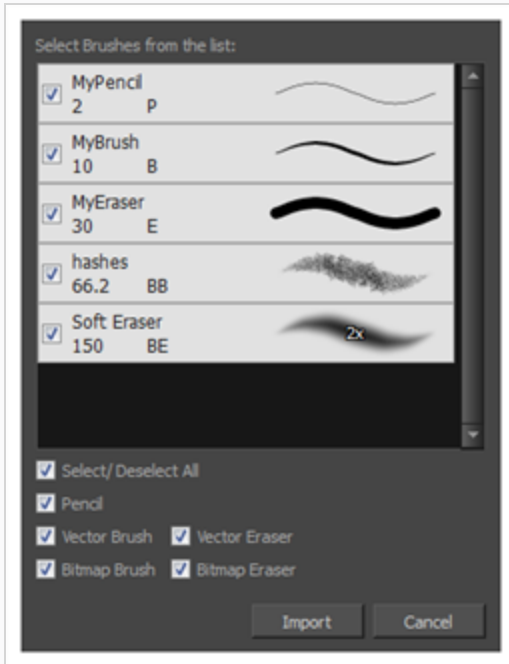 Select Brushes from the list:
MyPencil
2 P
MyBrush
10 B
MyEraser
30 E
hashes
66.2 BB
Soft Eraser
150 BE
2x
Select/ Deselect All
Pencil
Vector Brush Vector Eraser
Bitmap Brush Bitmap Eraser
Import Cancel